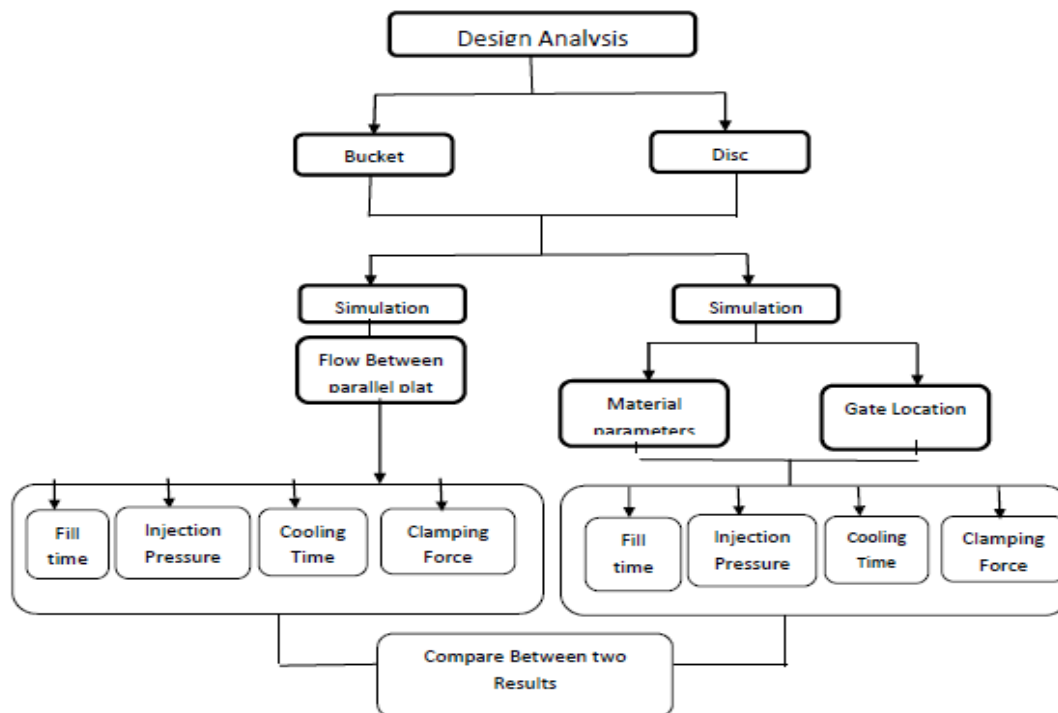 Design Analysis
Bucket
Disc
Simulation
Simulation
Flow Between
parallel plat
Material
parameters
Gate Location
Fill
time
Injection
Pressure
Cooling
Time
Clamping
Force
Fill
time
Injection
Pressure
Cooling
Time
Clamping
Force
Compare Between two
Results